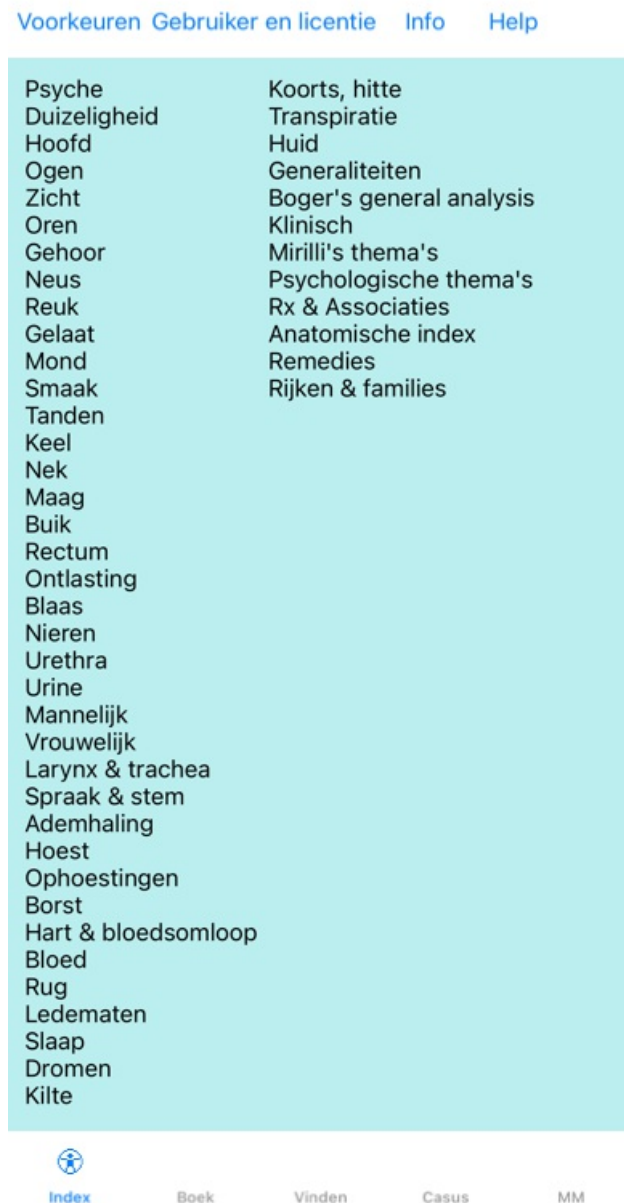 Voorkeuren Gebruiker en licentie Info Help
Psyche
Duizeligheid
Hoofd
Ogen
Zicht
Oren
Gehoor
Neus
Reuk
Gelaat
Mond
Smaak
Tanden
Keel
Nek
Maag
Buik
Rectum
Ontlasting
Blaas
Nieren
Urethra
Urine
Mannelijk
Vrouwelijk
Larynx & trachea
Spraak & stem
Ademhaling
Hoest
Ophoestingen
Borst
Hart & bloedsomloop
Bloed
Rug
Ledematen
Slaap
Dromen
Kilte
Koorts, hitte
Transpiratie
Huid
Generaliteiten
Boger's general analysis
Klinisch
Mirilli's thema's
Psychologische thema's
Rx & Associaties
Anatomische index
Remedies
Rijken & families
Index Boek Vinden Casus MM